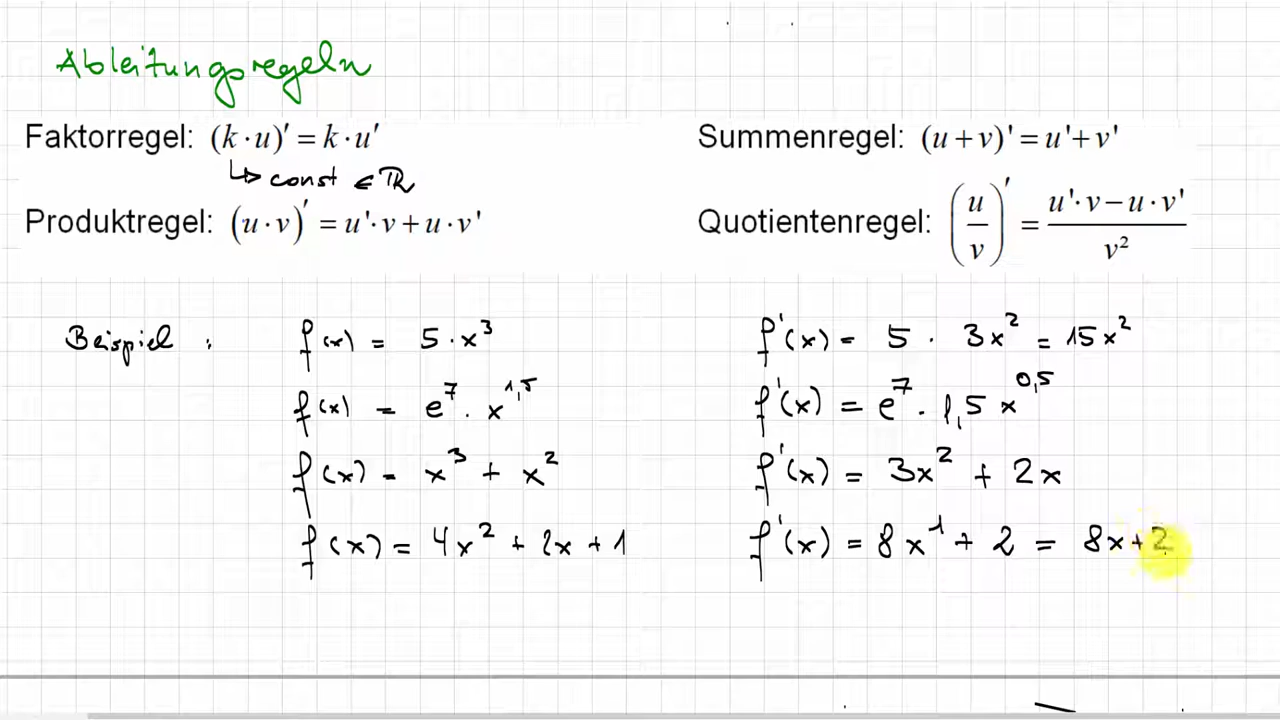 Ableitungsregeln
Faktorregel: (k·u)' = k·u'
↳ const ∈ ℝ
Summenregel: (u+v)' = u'+v'
Produktregel: (u·v)' = u'·v+u·v'
Quotientenregel: (u/v)' = (u'·v−u·v')/v²
Beispiel : f(x) = 5·x³ f'(x) = 5 · 3x² = 15x²
f(x) = e⁷· x^1,5 f'(x) = e⁷ · 1,5 x^0,5
f(x) = x³ + x² f'(x) = 3x² + 2x
f(x) = 4x² + 2x + 1 f'(x) = 8x¹ + 2 = 8x+2